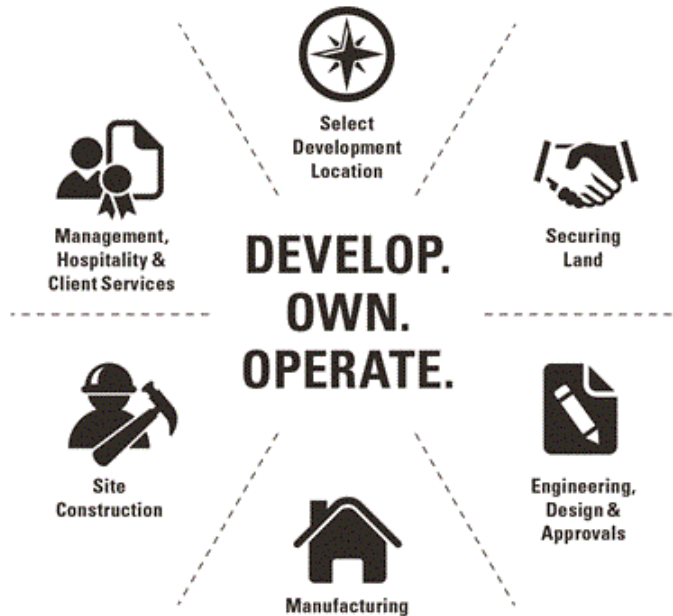 Select
Development
Location
Securing
Land
Engineering,
Design &
Approvals
Manufacturing
Site
Construction
Management,
Hospitality &
Client Services
DEVELOP.
OWN.
OPERATE.